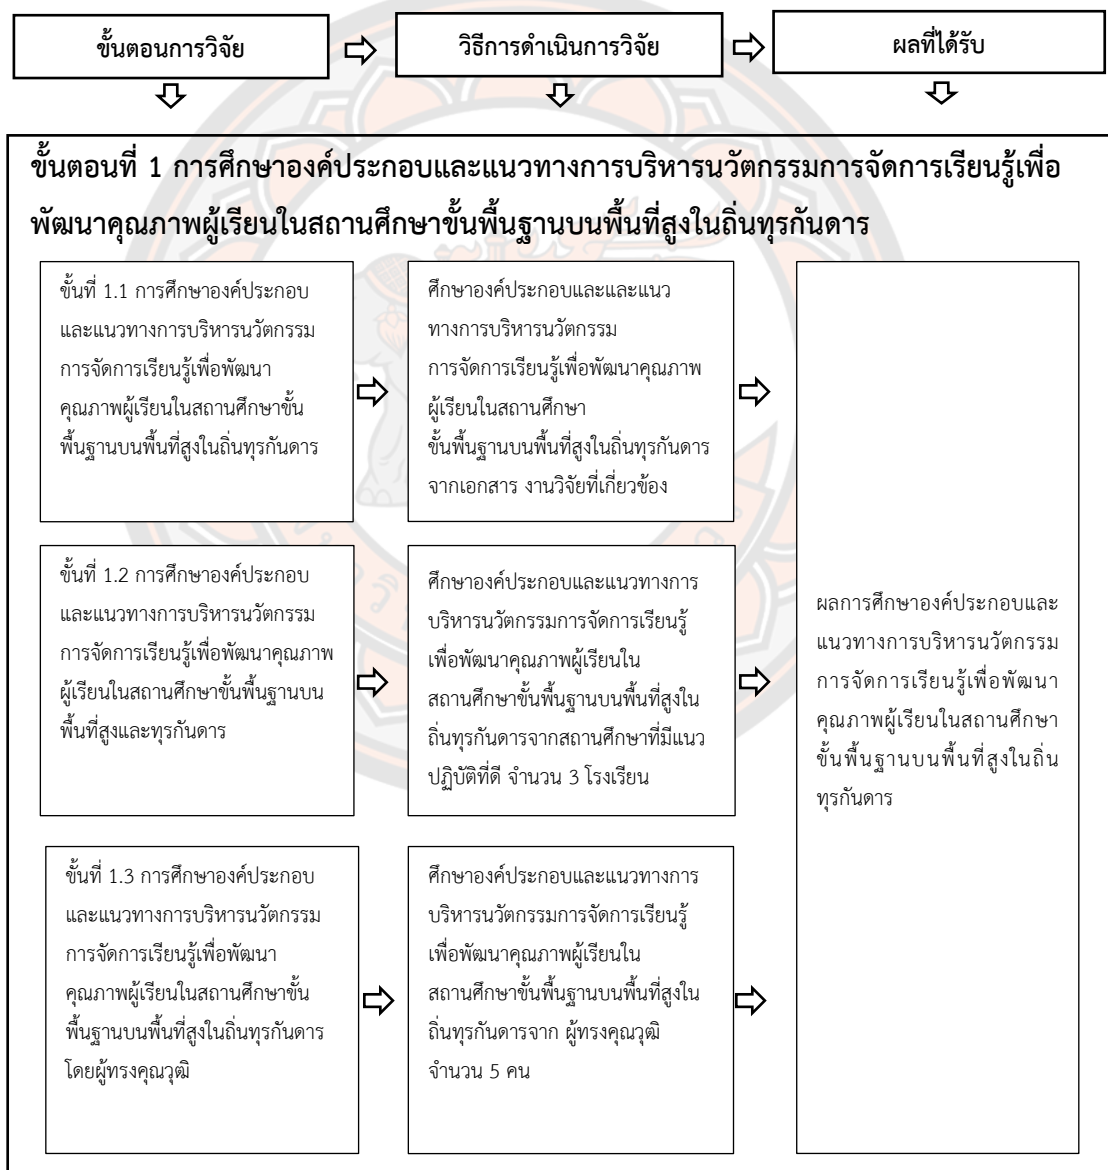 ขั้นตอนการวิจัย
วิธีการดำเนินการวิจัย
ผลที่ได้รับ
ขั้นตอนที่ 1 การศึกษาองค์ประกอบและแนวทางการบริหารนวัตกรรมการจัดการเรียนรู้เพื่อ
พัฒนาคุณภาพผู้เรียนในสถานศึกษาขั้นพื้นฐานบนพื้นที่สูงในถิ่นทุรกันดาร
ขั้นที่ 1.1 การศึกษาองค์ประกอบ
และแนวทางการบริหารนวัตกรรม
การจัดการเรียนรู้เพื่อพัฒนา
คุณภาพผู้เรียนในสถานศึกษาขั้น
พื้นฐานบนพื้นที่สูงในถิ่นทุรกันดาร
ศึกษาองค์ประกอบและและแนว
ทางการบริหารนวัตกรรม
การจัดการเรียนรู้เพื่อพัฒนาคุณภาพ
ผู้เรียนในสถานศึกษา
ขั้นพื้นฐานบนพื้นที่สูงในถิ่นทุรกันดาร
จากเอกสาร งานวิจัยที่เกี่ยวข้อง
ขั้นที่ 1.2 การศึกษาองค์ประกอบ
และแนวทางการบริหารนวัตกรรม
การจัดการเรียนรู้เพื่อพัฒนาคุณภาพ
ผู้เรียนในสถานศึกษาขั้นพื้นฐานบน
พื้นที่สูงและทุรกันดาร
ศึกษาองค์ประกอบและแนวทางการ
บริหารนวัตกรรมการจัดการเรียนรู้
เพื่อพัฒนาคุณภาพผู้เรียนใน
สถานศึกษาขั้นพื้นฐานบนพื้นที่สูงใน
ถิ่นทุรกันดารจากสถานศึกษาที่มีแนว
ปฏิบัติที่ดี จำนวน 3 โรงเรียน
ขั้นที่ 1.3 การศึกษาองค์ประกอบ
และแนวทางการบริหารนวัตกรรม
การจัดการเรียนรู้เพื่อพัฒนา
คุณภาพผู้เรียนในสถานศึกษาขั้น
พื้นฐานบนพื้นที่สูงในถิ่นทุรกันดาร
โดยผู้ทรงคุณวุฒิ
ศึกษาองค์ประกอบและแนวทางการ
บริหารนวัตกรรมการจัดการเรียนรู้
เพื่อพัฒนาคุณภาพผู้เรียนใน
สถานศึกษาขั้นพื้นฐานบนพื้นที่สูงใน
ถิ่นทุรกันดารจาก ผู้ทรงคุณวุฒิ
จำนวน 5 คน
ผลการศึกษาองค์ประกอบและ
แนวทางการบริหารนวัตกรรม
การจัดการเรียนรู้เพื่อพัฒนา
คุณภาพผู้เรียนในสถานศึกษา
ขั้นพื้นฐานบนพื้นที่สูงในถิ่น
ทุรกันดาร